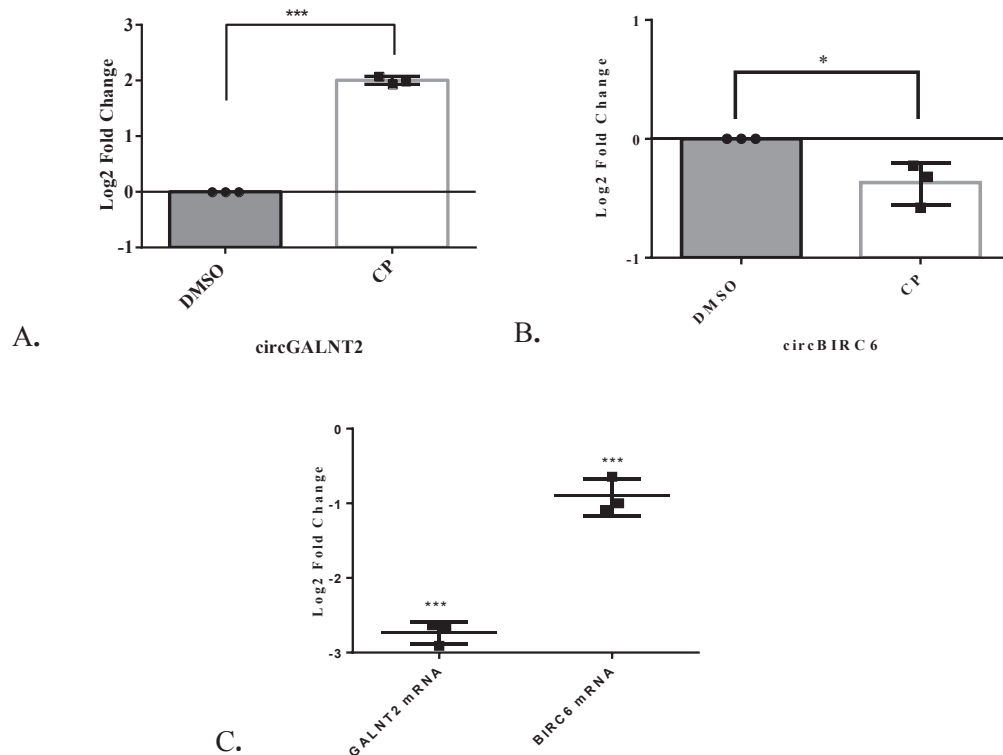 ***
3
2
1
0
-1
Log2 Fold Change
DMSO
CP
A.
circGALNT2
*
1
0
-1
Log2 Fold Change
DMSO
CP
B.
circBIRC6
0
-1
-2
-3
Log2 Fold Change
***
***
GALNT2 mRNA
BIRC6 mRNA
C.